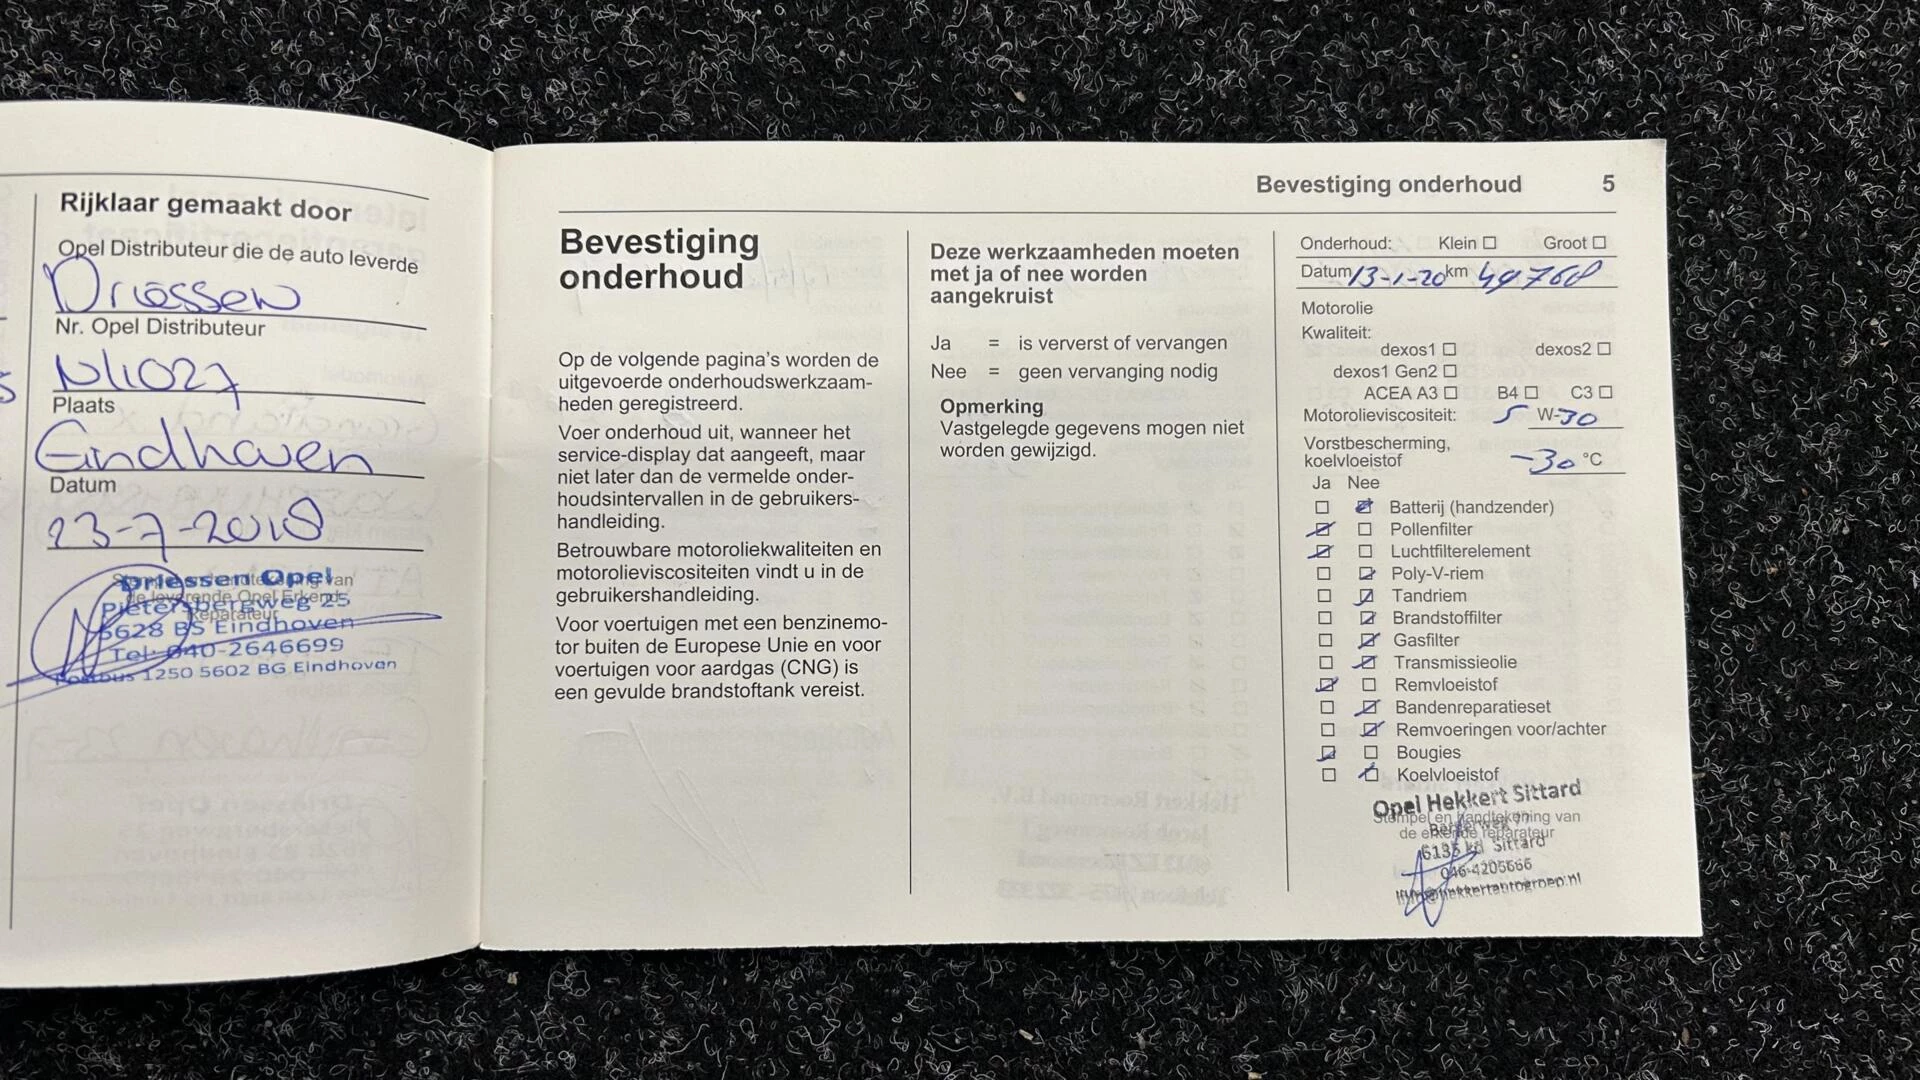 Rijklaar gemaakt door
Opel Distributeur die de auto leverde
Driessen
Nr. Opel Distributeur
Nl1027
Plaats
Eindhoven
Datum
23-7-2018
Stempel en handtekening van
de leverende Opel Erkende
Reparateur
Driessen Opel
Pietersbergweg 25
5628 BS Eindhoven
Tel: 040-2646699
Postbus 1250 5602 BG Eindhoven
Bevestiging onderhoud 5
Bevestiging
onderhoud
Op de volgende pagina's worden de
uitgevoerde onderhoudswerkzaam-
heden geregistreerd.
Voer onderhoud uit, wanneer het
service-display dat aangeeft, maar
niet later dan de vermelde onder-
houdsintervallen in de gebruikers-
handleiding.
Betrouwbare motoroliekwaliteiten en
motorolieviscositeiten vindt u in de
gebruikershandleiding.
Voor voertuigen met een benzinemo-
tor buiten de Europese Unie en voor
voertuigen voor aardgas (CNG) is
een gevulde brandstoftank vereist.
Deze werkzaamheden moeten
met ja of nee worden
aangekruist
Ja = is ververst of vervangen
Nee = geen vervanging nodig
Opmerking
Vastgelegde gegevens mogen niet
worden gewijzigd.
Onderhoud: Klein Groot
Datum 13-1-20 km 49760
Motorolie
Kwaliteit:
dexos1 dexos2
dexos1 Gen2
ACEA A3 B4 C3
Motorolieviscositeit: 5 W-30
Vorstbescherming,
koelvloeistof -30 °C
Ja Nee
Batterij (handzender)
Pollenfilter
Luchtfilterelement
Poly-V-riem
Tandriem
Brandstoffilter
Gasfilter
Transmissieolie
Remvloeistof
Bandenreparatieset
Remvoeringen voor/achter
Bougies
Koelvloeistof
Opel Hekkert Sittard
Stempel en handtekening van
de erkende reparateur
6135 kd Sittard
046-4205666